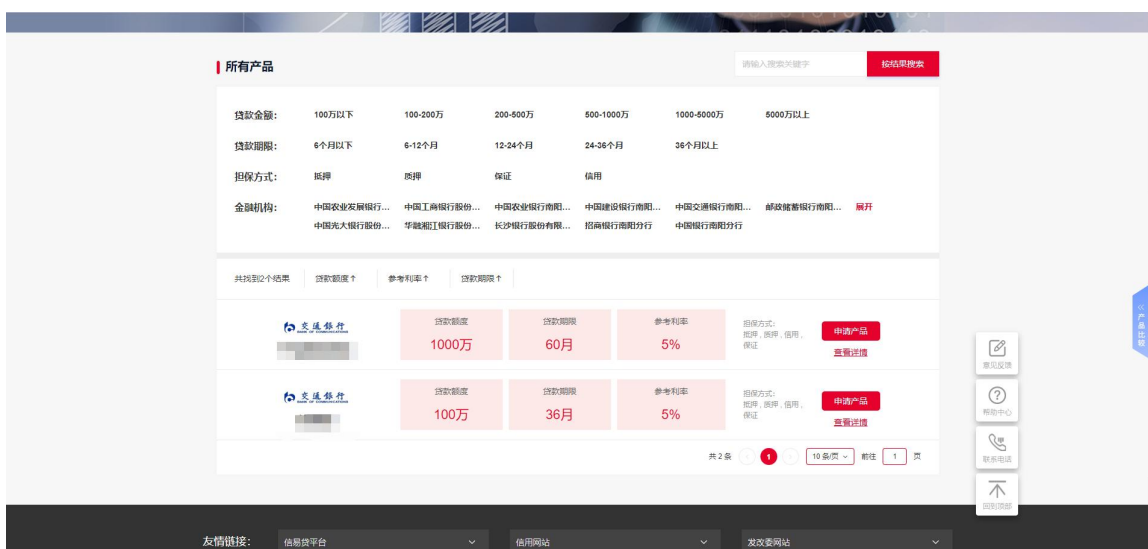 所有产品
请输入搜索关键字
按结果搜索
贷款金额: 100万以下 100-200万 200-500万 500-1000万 1000-5000万 5000万以上
贷款期限: 6个月以下 6-12个月 12-24个月 24-36个月 36个月以上
担保方式: 抵押 质押 保证 信用
金融机构: 中国农业发展银行... 中国工商银行股份... 中国农业银行南阳... 中国建设银行南阳... 中国交通银行南阳... 邮政储蓄银行南阳... 展开
中国光大银行股份... 华融湘江银行股份... 长沙银行股份有限... 招商银行南阳分行 中国银行南阳分行
共找到2个结果 贷款额度↑ 参考利率↑ 贷款期限↑
交通银行
BANK OF COMMUNICATIONS
贷款额度 贷款期限 参考利率
1000万 60月 5%
担保方式:
抵押,质押,信用,
保证
申请产品
查看详情
交通银行
BANK OF COMMUNICATIONS
贷款额度 贷款期限 参考利率
100万 36月 5%
担保方式:
抵押,质押,信用,
保证
申请产品
查看详情
共2条 1 10条/页 前往 1 页
«产品比较
意见反馈
帮助中心
联系电话
回到顶部
友情链接: 信易贷平台 信用网站 发改委网站